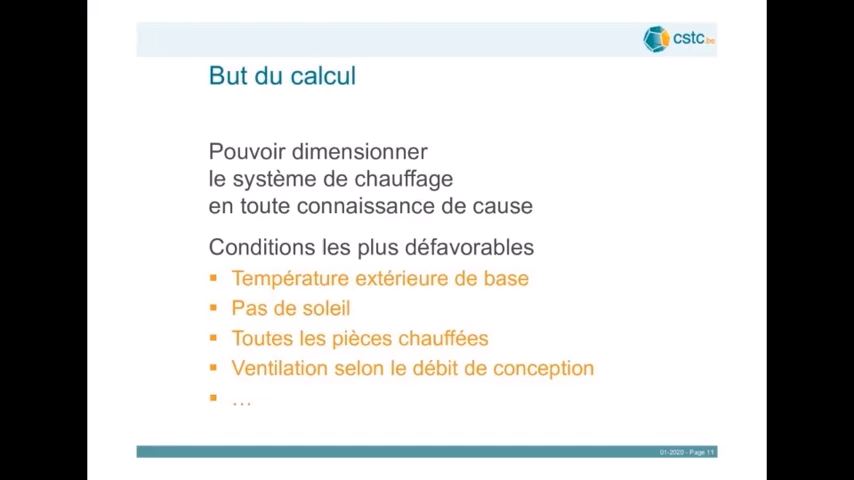 cstc.be
But du calcul
Pouvoir dimensionner
le système de chauffage
en toute connaissance de cause
Conditions les plus défavorables
▪ Température extérieure de base
▪ Pas de soleil
▪ Toutes les pièces chauffées
▪ Ventilation selon le débit de conception
▪ …
01-2020 - Page 11